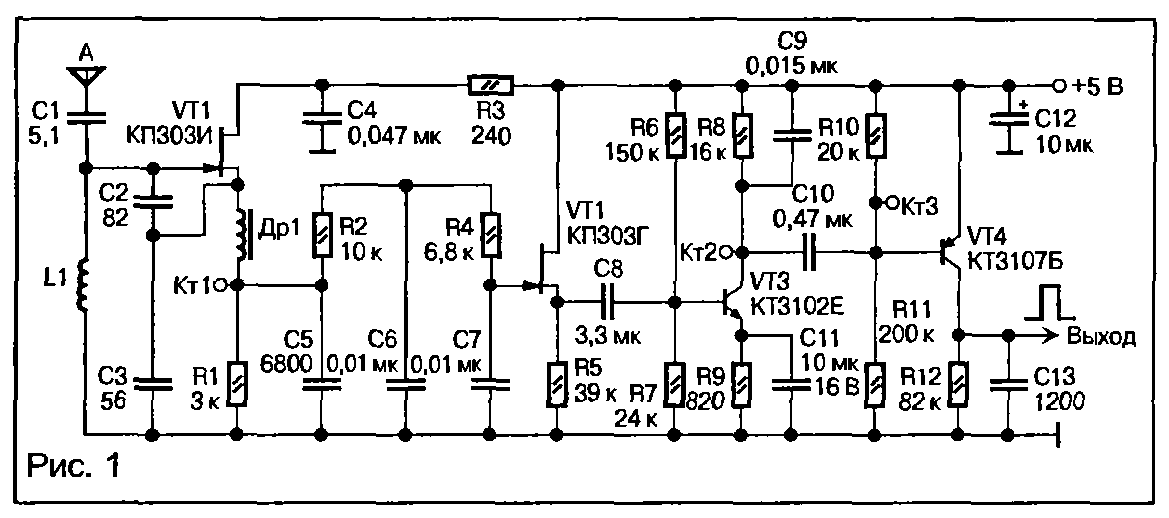 A
C1
5,1
VT1
КП303И
C2
82
L1
C3
56
Др1
Кт1
R1
3 к
C4
0,047 мк
R3
240
R2
10 к
R4
6,8 к
C5
6800
C6
0,01 мк
C7
0,01 мк
VT1
КП303Г
C8
3,3 мк
R5
39 к
R6
150 к
R7
24 к
R8
16 к
C9
0,015 мк
Кт2
VT3
КТ3102Е
R9
820
C10
0,47 мк
C11
10 мк
16 В
R10
20 к
Кт3
R11
200 к
VT4
КТ3107Б
R12
82 к
+5 В
+
C12
10 мк
Выход
C13
1200
Рис. 1